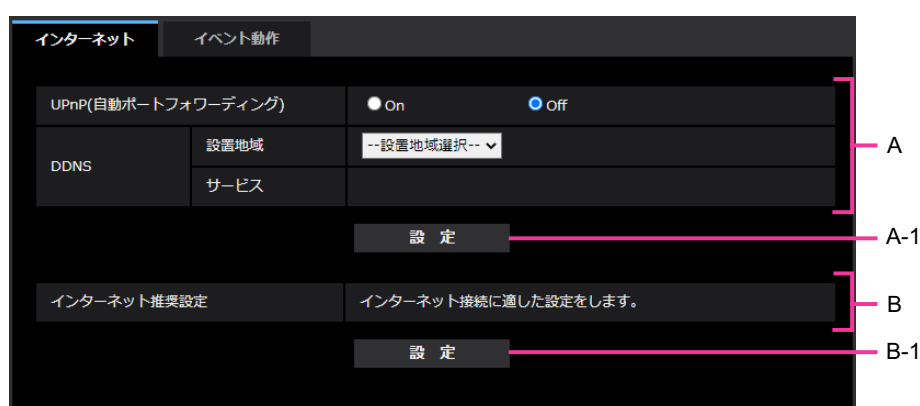 インターネット イベント動作
UPnP(自動ポートフォワーディング) On Off
DDNS 設置地域 --設置地域選択--
サービス
A
設 定 A-1
インターネット推奨設定 インターネット接続に適した設定をします。 B
設 定 B-1